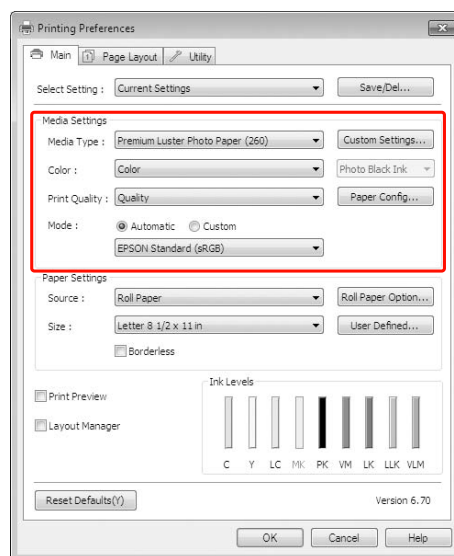 Printing Preferences
Main Page Layout Utility
Select Setting : Current Settings Save/Del...
Media Settings
Media Type : Premium Luster Photo Paper (260) Custom Settings...
Color : Color Photo Black Ink
Print Quality : Quality Paper Config...
Mode : Automatic Custom
EPSON Standard (sRGB)
Paper Settings
Source : Roll Paper Roll Paper Option...
Size : Letter 8 1/2 x 11 in User Defined...
Borderless
Print Preview
Layout Manager
Ink Levels
C Y LC MK PK VM LK LLK VLM
Reset Defaults(Y) Version 6.70
OK Cancel Help